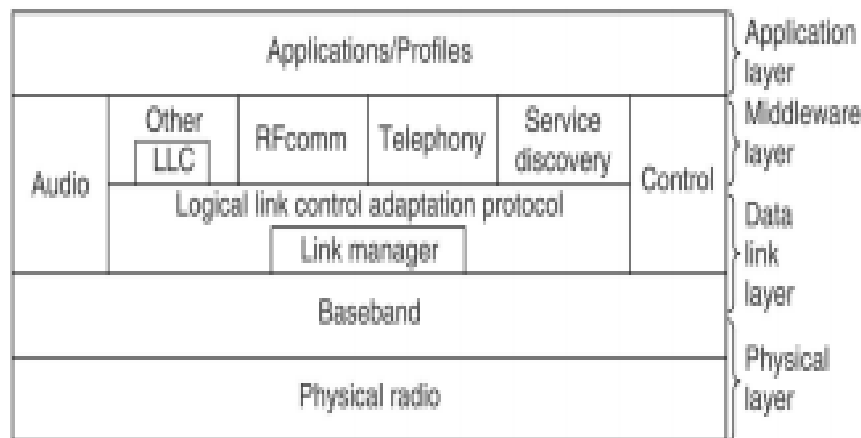 Applications/Profiles
Application
layer
Audio
Other
LLC
RFcomm
Telephony
Service
discovery
Control
Middleware
layer
Logical link control adaptation protocol
Link manager
Data
link
layer
Baseband
Physical radio
Physical
layer